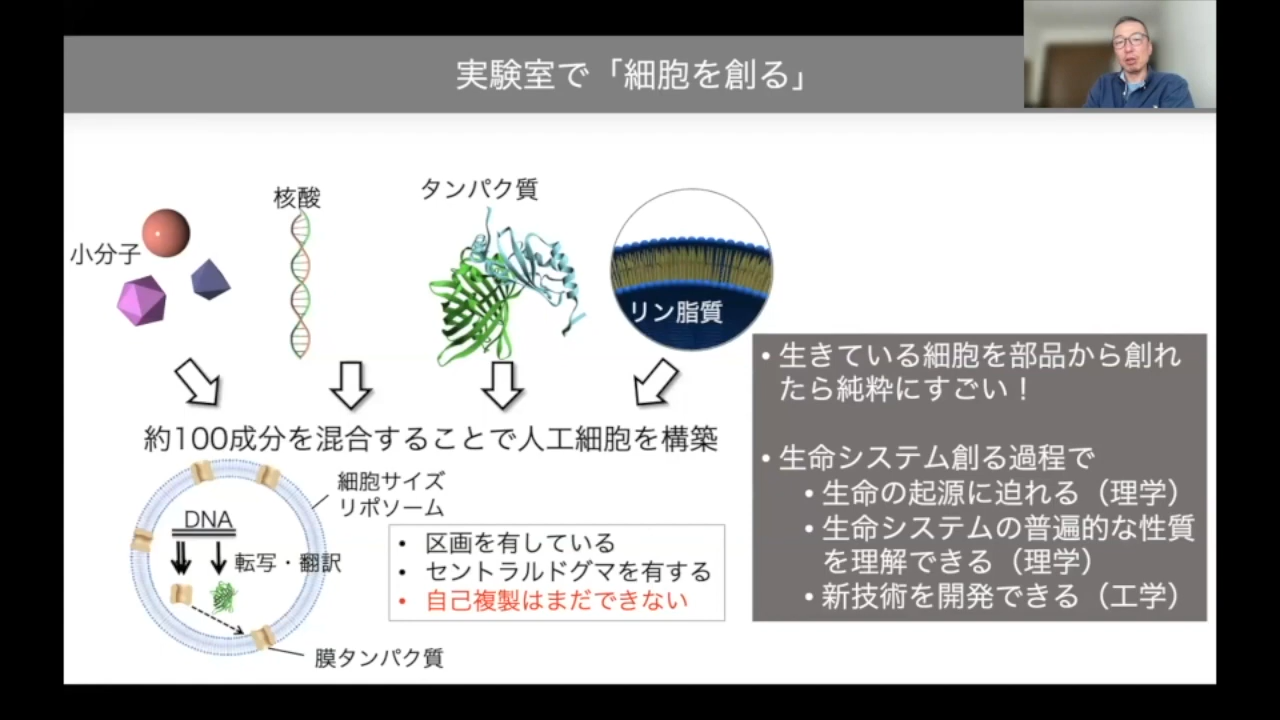 実験室で「細胞を創る」
小分子
核酸
タンパク質
リン脂質
約100成分を混合することで人工細胞を構築
細胞サイズ
リポソーム
DNA
転写・翻訳
膜タンパク質
• 区画を有している
• セントラルドグマを有する
• 自己複製はまだできない
• 生きている細胞を部品から創れ
たら純粋にすごい！
• 生命システム創る過程で
• 生命の起源に迫れる（理学）
• 生命システムの普遍的な性質
を理解できる（理学）
• 新技術を開発できる（工学）